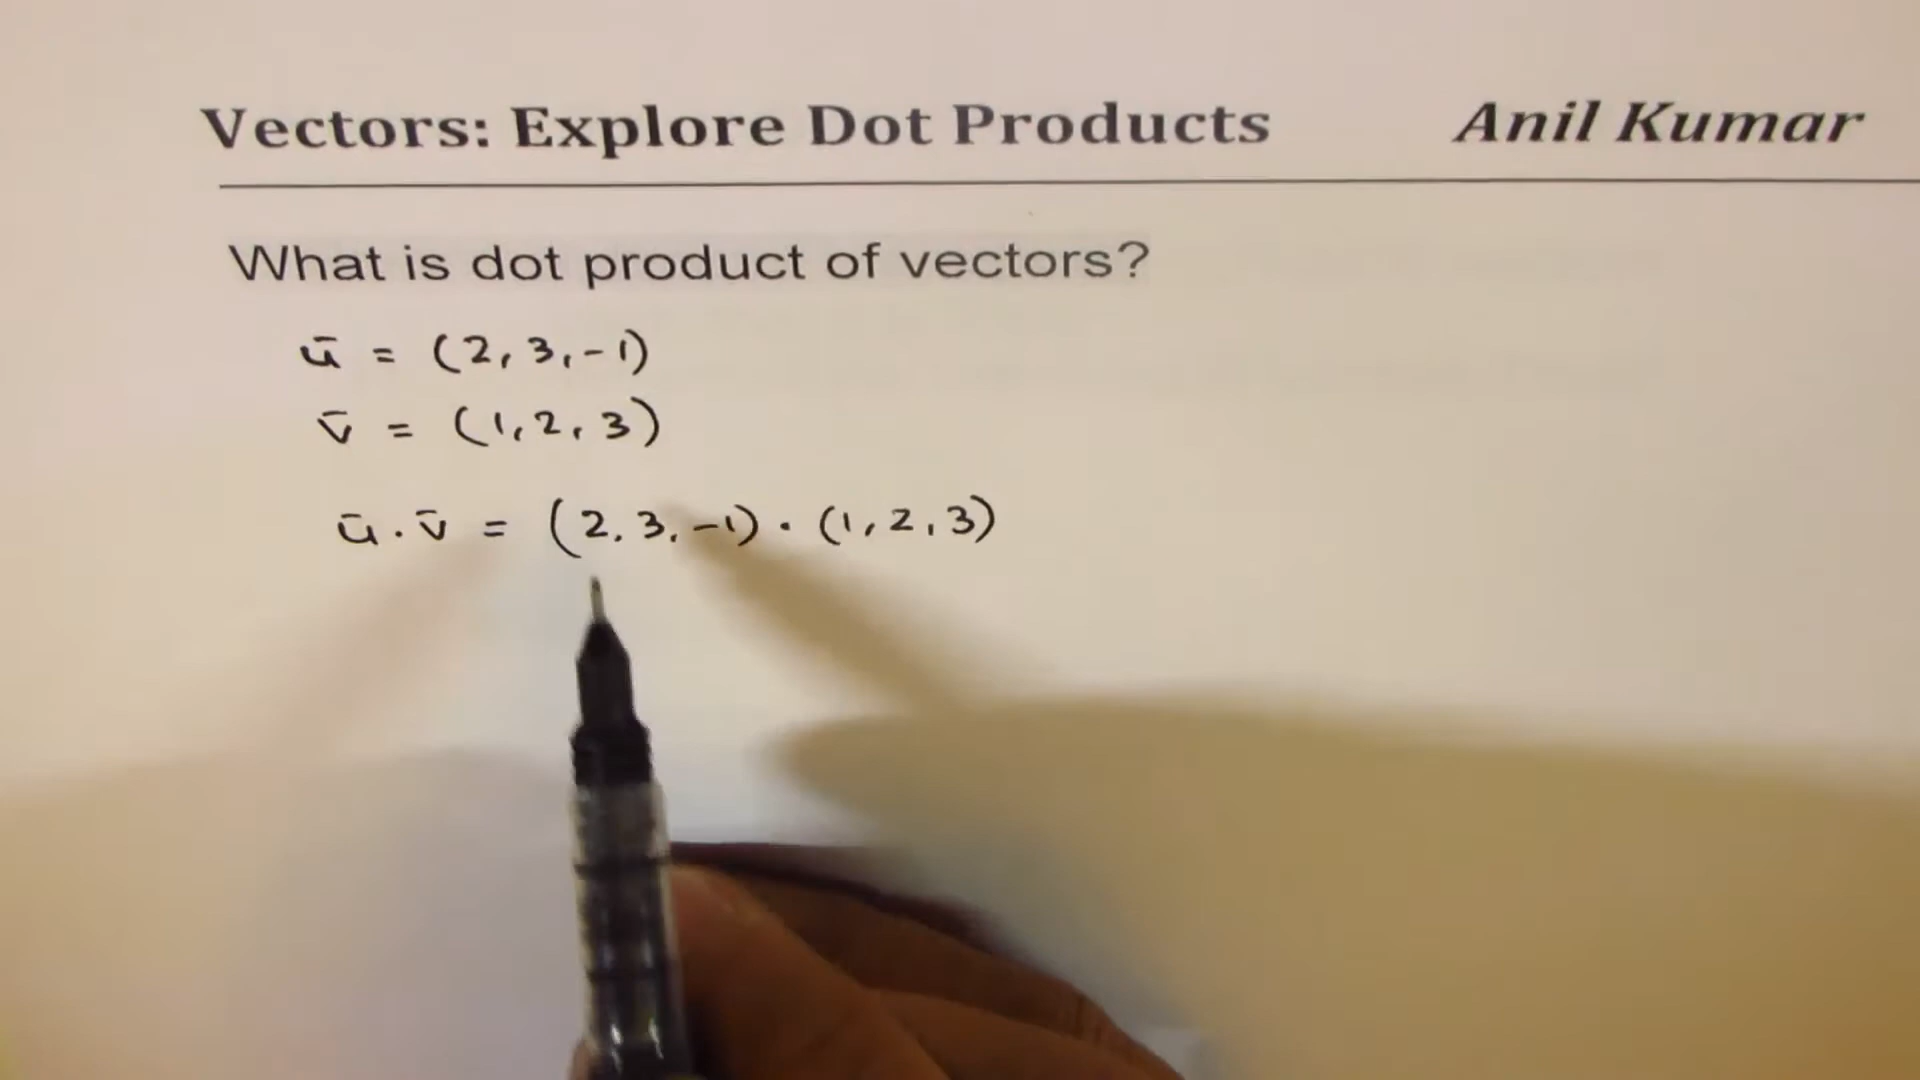 Vectors: Explore Dot Products Anil Kumar
What is dot product of vectors?
ū = (2, 3, -1)
v̄ = (1, 2, 3)
ū · v̄ = (2, 3, -1) · (1, 2, 3)